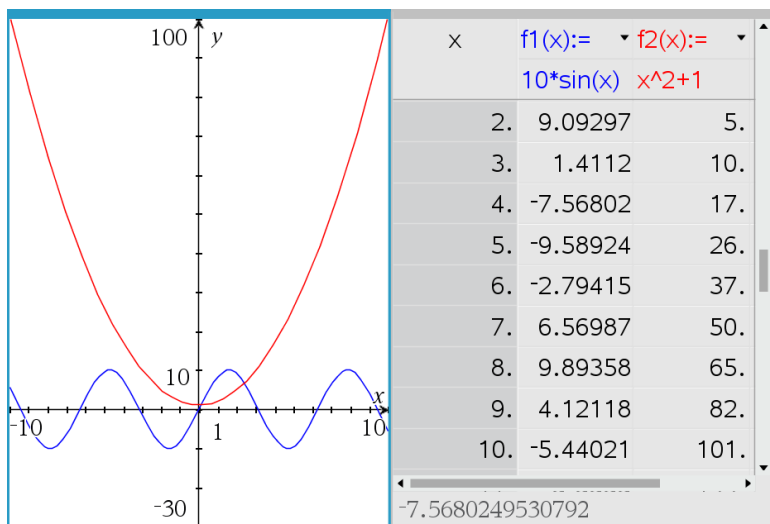 100 y
10
x
-10 1 10
-30
x f1(x):= f2(x):=
10*sin(x) x^2+1
2. 9.09297 5.
3. 1.4112 10.
4. -7.56802 17.
5. -9.58924 26.
6. -2.79415 37.
7. 6.56987 50.
8. 9.89358 65.
9. 4.12118 82.
10. -5.44021 101.
-7.5680249530792